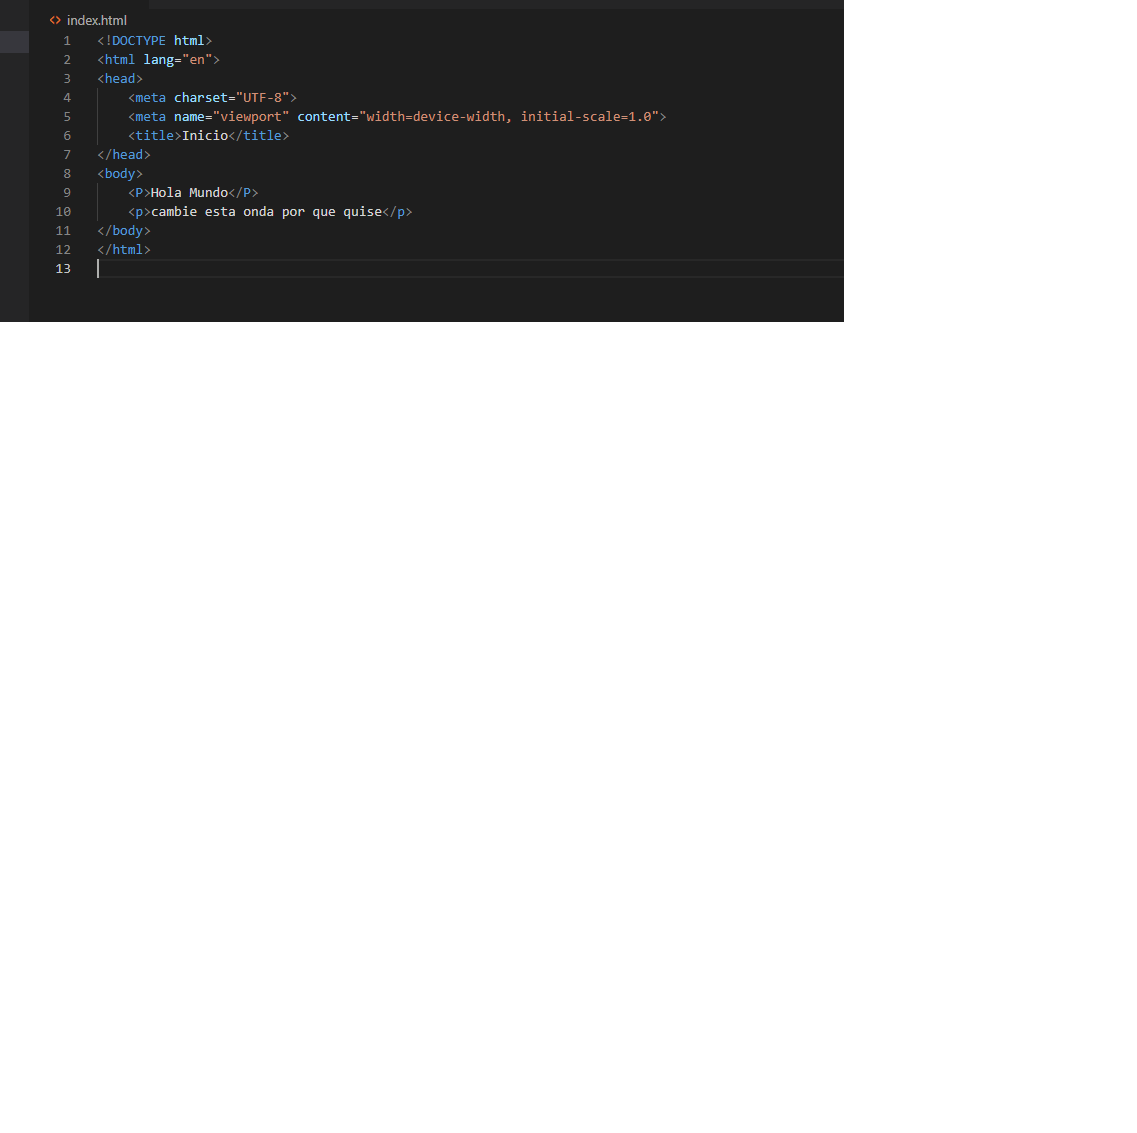 <> index.html
1 <!DOCTYPE html>
2 <html lang="en">
3 <head>
4     <meta charset="UTF-8">
5     <meta name="viewport" content="width=device-width, initial-scale=1.0">
6     <title>Inicio</title>
7 </head>
8 <body>
9     <P>Hola Mundo</P>
10     <p>cambie esta onda por que quise</p>
11 </body>
12 </html>
13